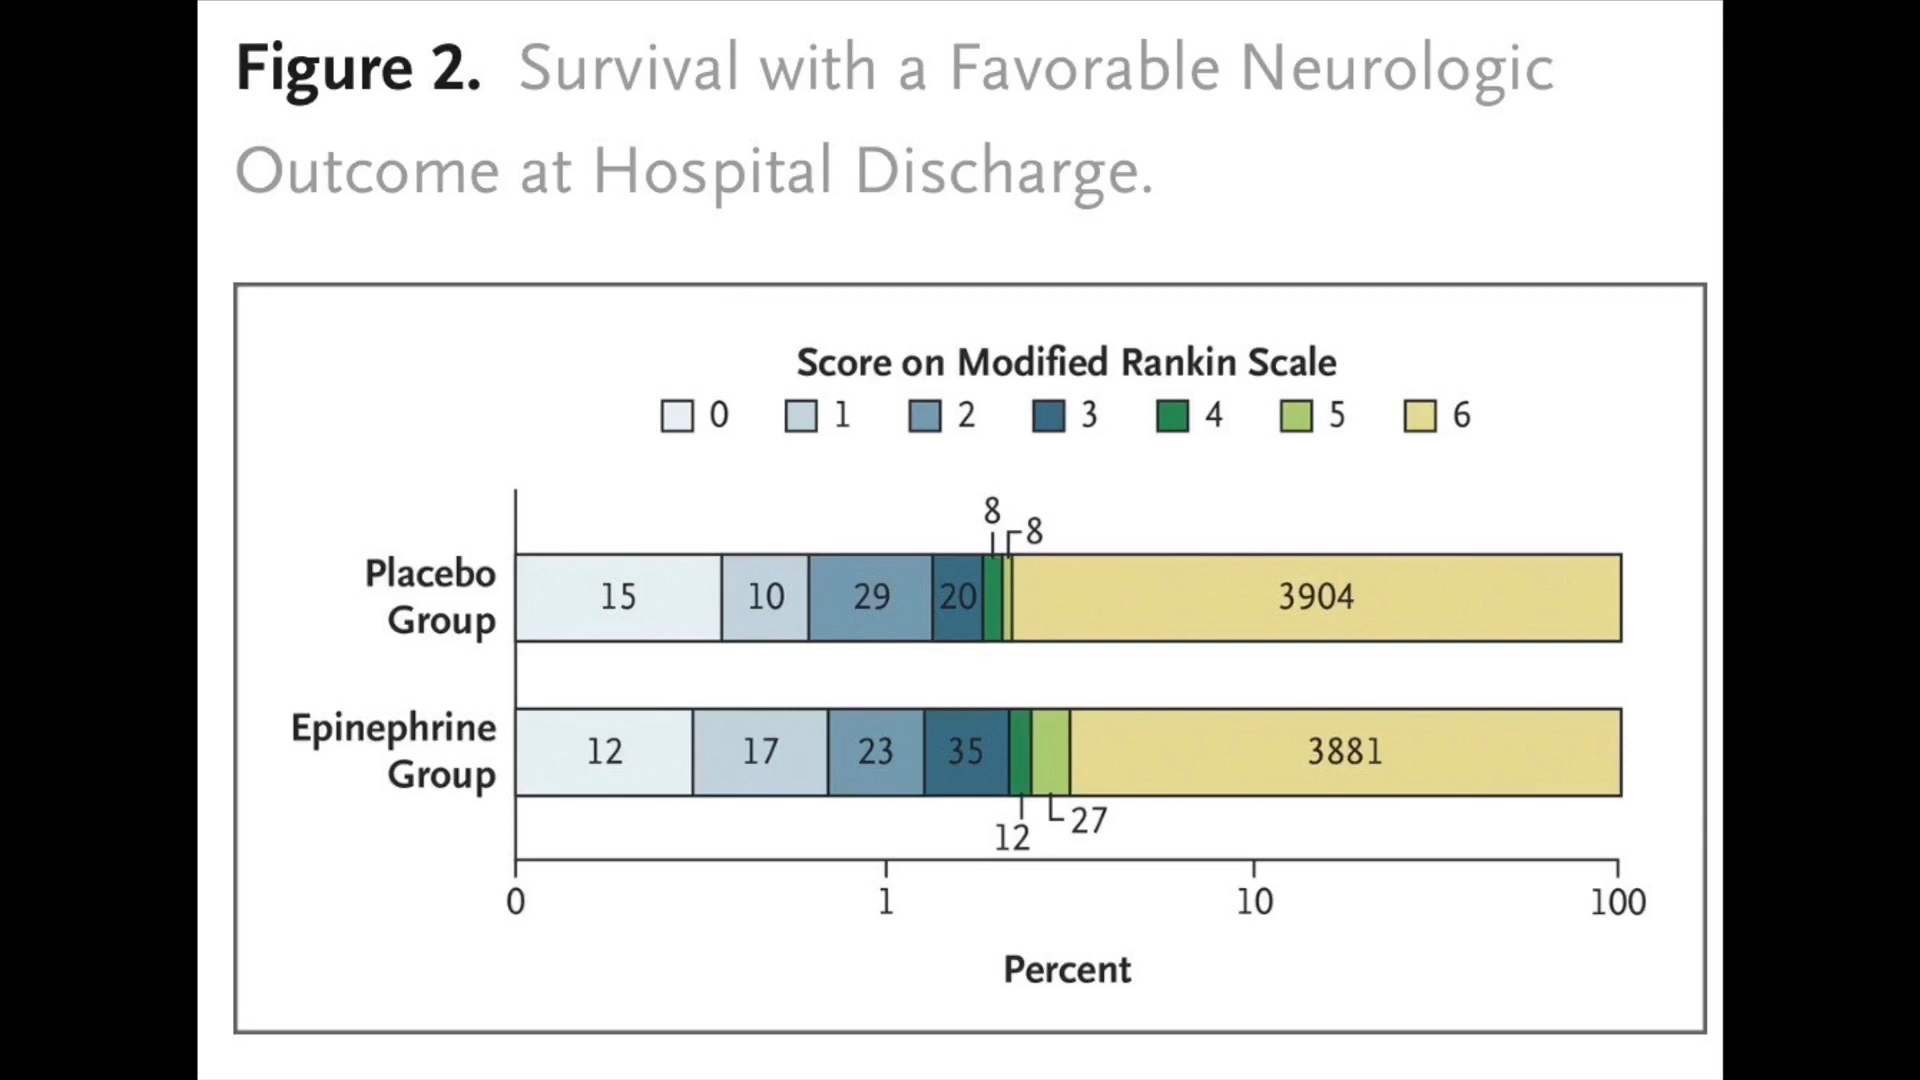 Figure 2. Survival with a Favorable Neurologic
Outcome at Hospital Discharge.
Score on Modified Rankin Scale
0 1 2 3 4 5 6
8
8
Placebo
Group
15 10 29 20 3904
Epinephrine
Group
12 17 23 35 3881
12
27
0 1 10 100
Percent